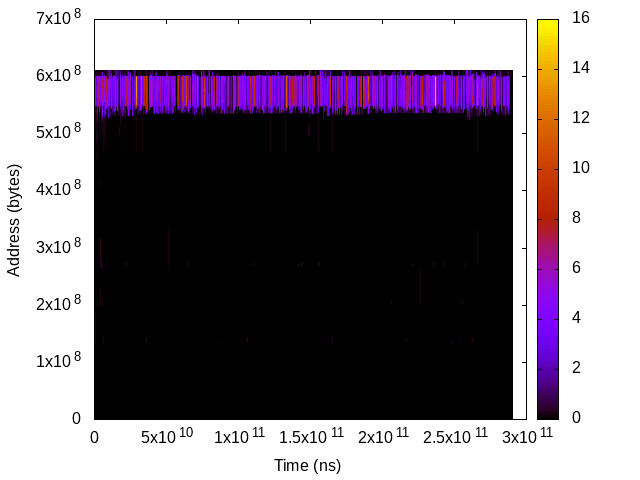 7x10^8
6x10^8
5x10^8
4x10^8
3x10^8
2x10^8
1x10^8
0
Address (bytes)
0 5x10^10 1x10^11 1.5x10^11 2x10^11 2.5x10^11 3x10^11
Time (ns)
16
14
12
10
8
6
4
2
0